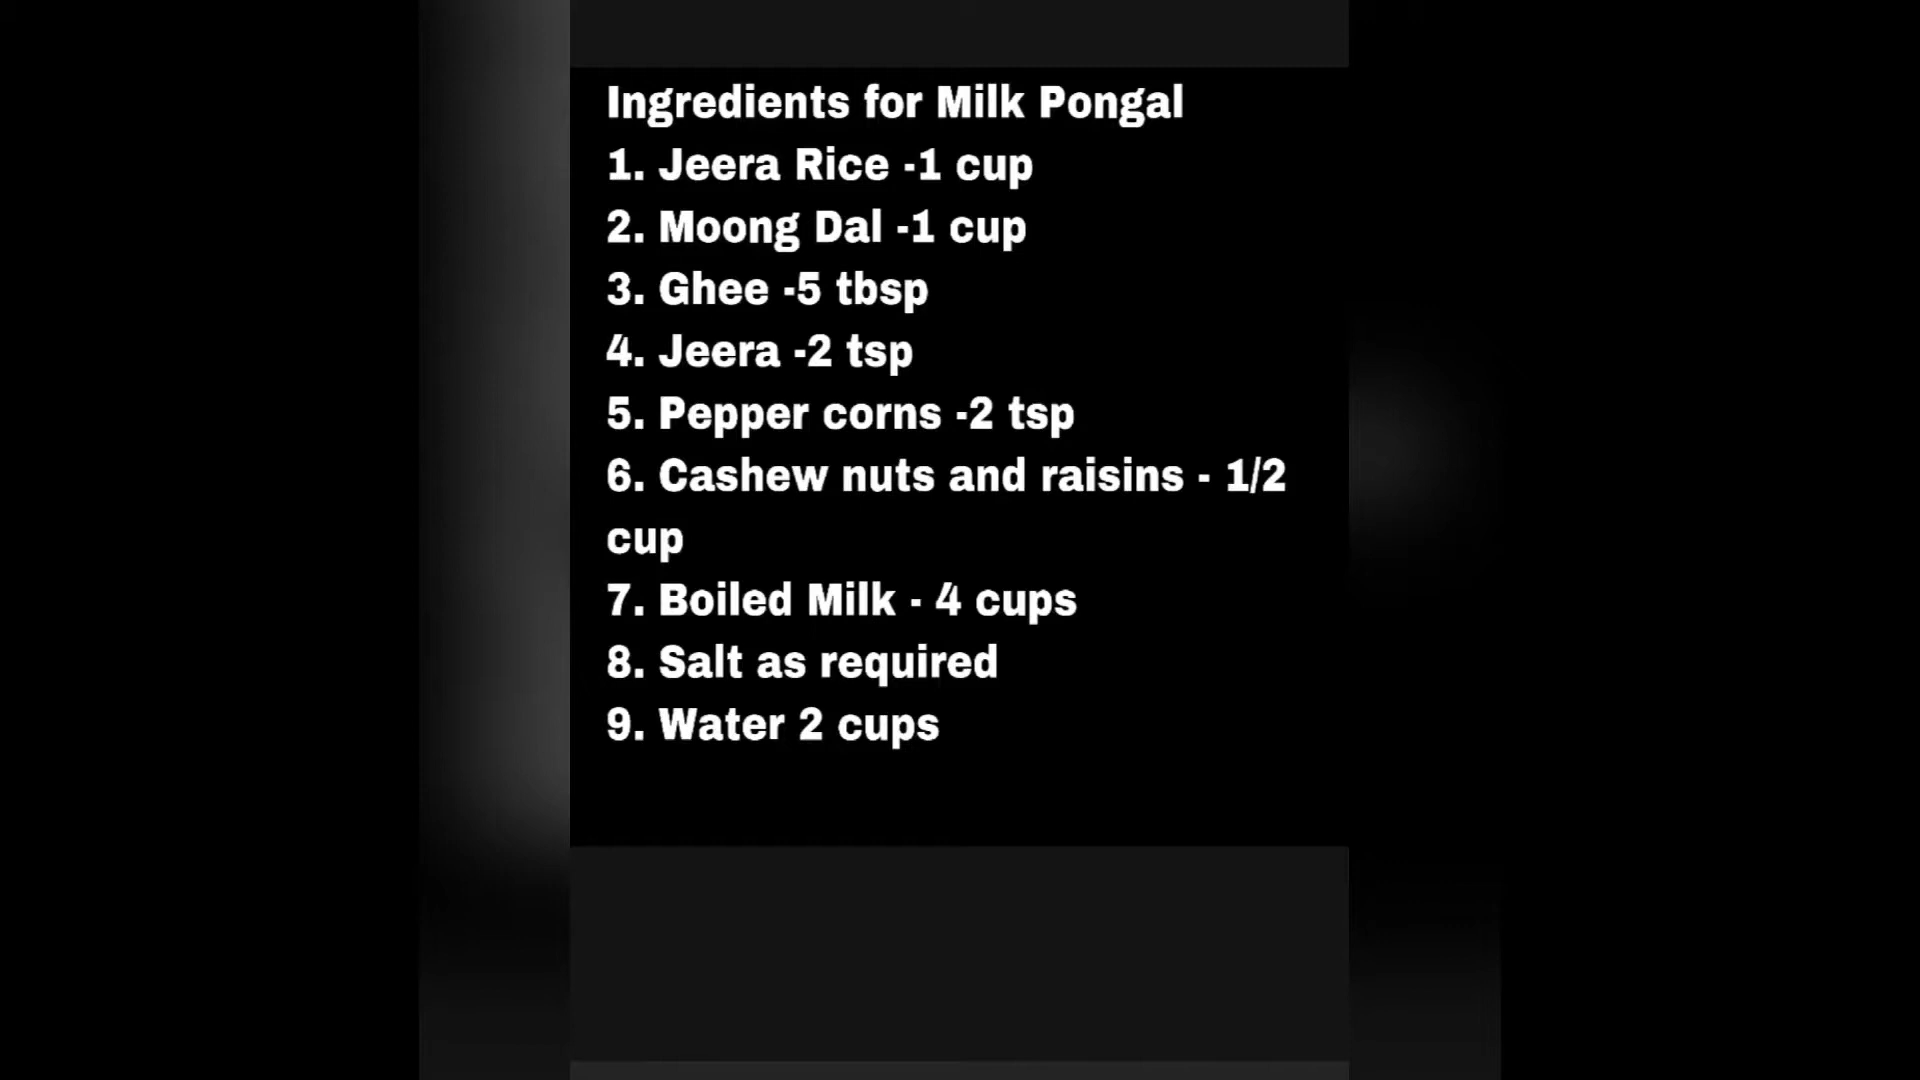 Ingredients for Milk Pongal
1. Jeera Rice -1 cup
2. Moong Dal -1 cup
3. Ghee -5 tbsp
4. Jeera -2 tsp
5. Pepper corns -2 tsp
6. Cashew nuts and raisins - 1/2
cup
7. Boiled Milk - 4 cups
8. Salt as required
9. Water 2 cups